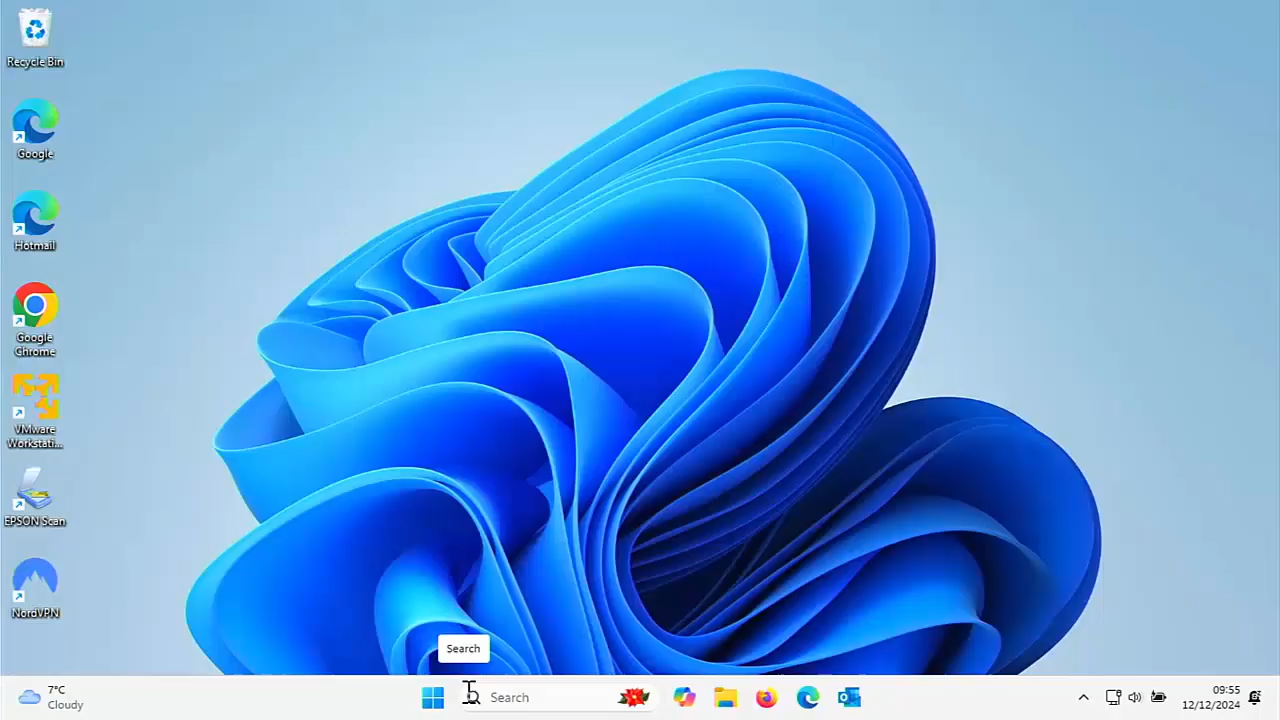 Recycle Bin
Google
Hotmail
Google
Chrome
VMware
Workstati...
EPSON Scan
NordVPN
Search
7°C
Cloudy
Search
09:55
12/12/2024